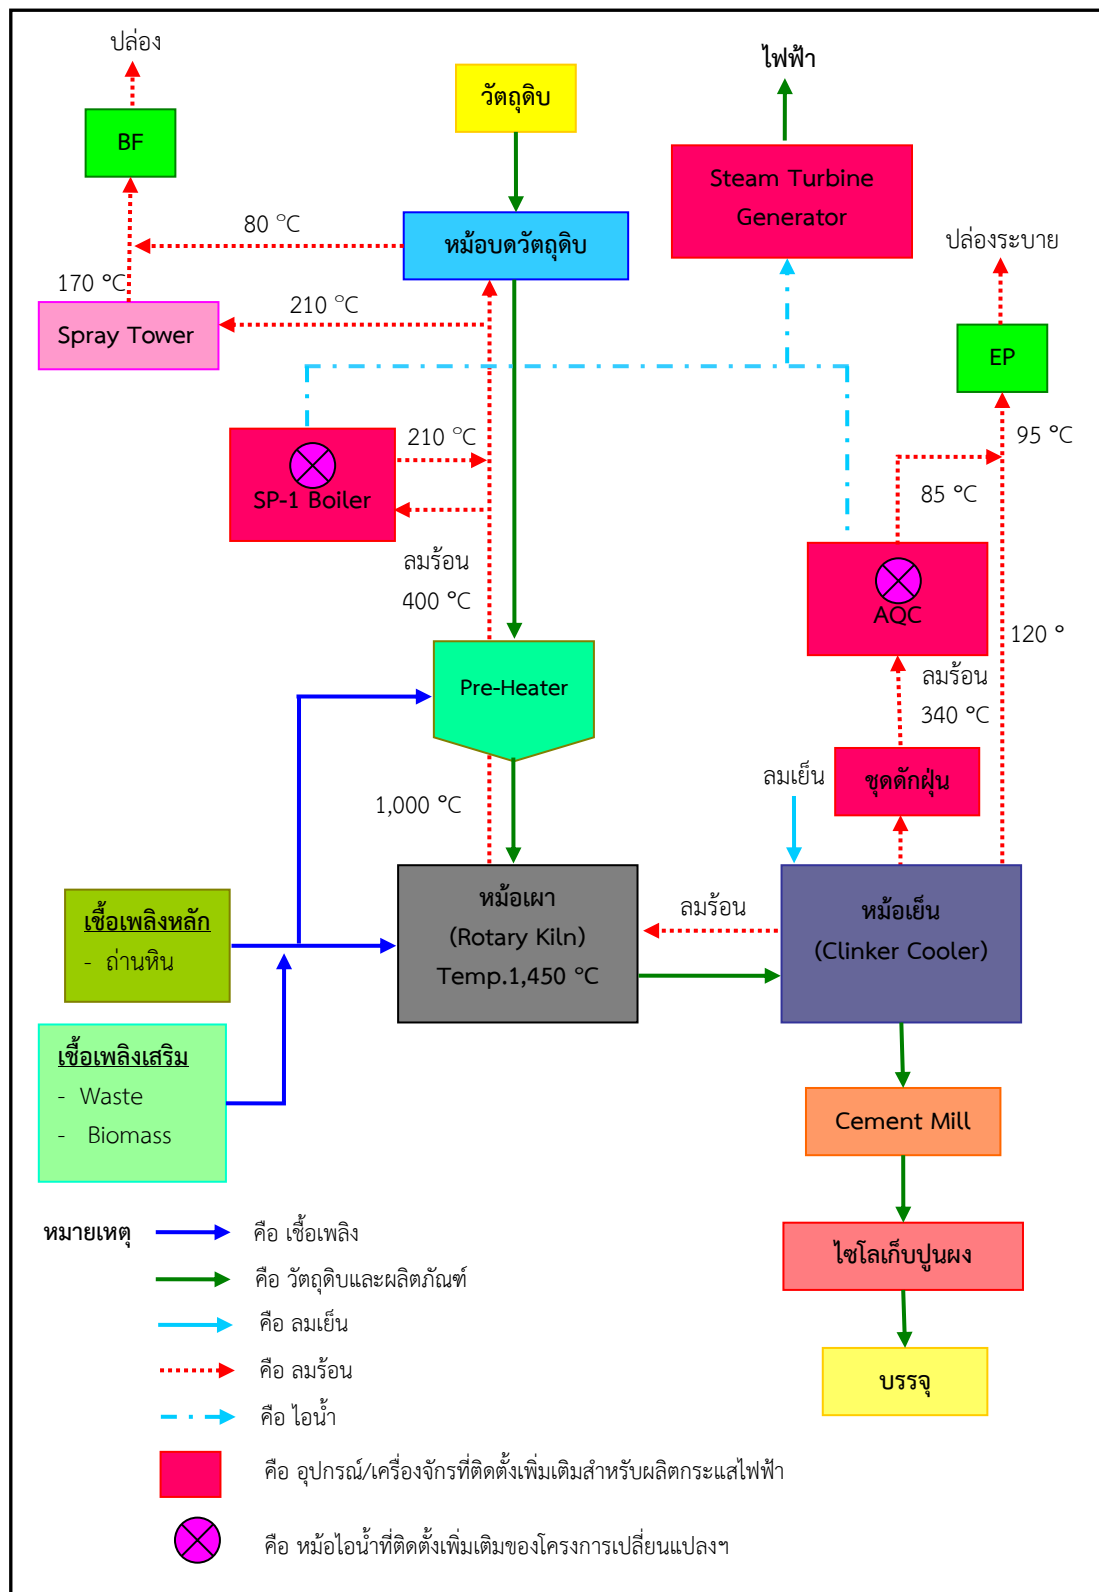 ปล่อง
BF
วัตถุดิบ
ไฟฟ้า
Steam Turbine
Generator
80 °C
หม้อบดวัตถุดิบ
ปล่องระบาย
170 °C
210 °C
Spray Tower
EP
210 °C
SP-1 Boiler
95 °C
85 °C
ลมร้อน
400 °C
AQC
120 °
Pre-Heater
ลมร้อน
340 °C
1,000 °C
ลมเย็น
ชุดดักฝุ่น
เชื้อเพลิงหลัก
- ถ่านหิน
หม้อเผา
(Rotary Kiln)
Temp.1,450 °C
ลมร้อน
หม้อเย็น
(Clinker Cooler)
เชื้อเพลิงเสริม
- Waste
- Biomass
Cement Mill
ไซโลเก็บปูนผง
บรรจุ
หมายเหตุ
คือ เชื้อเพลิง
คือ วัตถุดิบและผลิตภัณฑ์
คือ ลมเย็น
คือ ลมร้อน
คือ ไอน้ำ
คือ อุปกรณ์/เครื่องจักรที่ติดตั้งเพิ่มเติมสำหรับผลิตกระแสไฟฟ้า
คือ หม้อไอน้ำที่ติดตั้งเพิ่มเติมของโครงการเปลี่ยนแปลงฯ